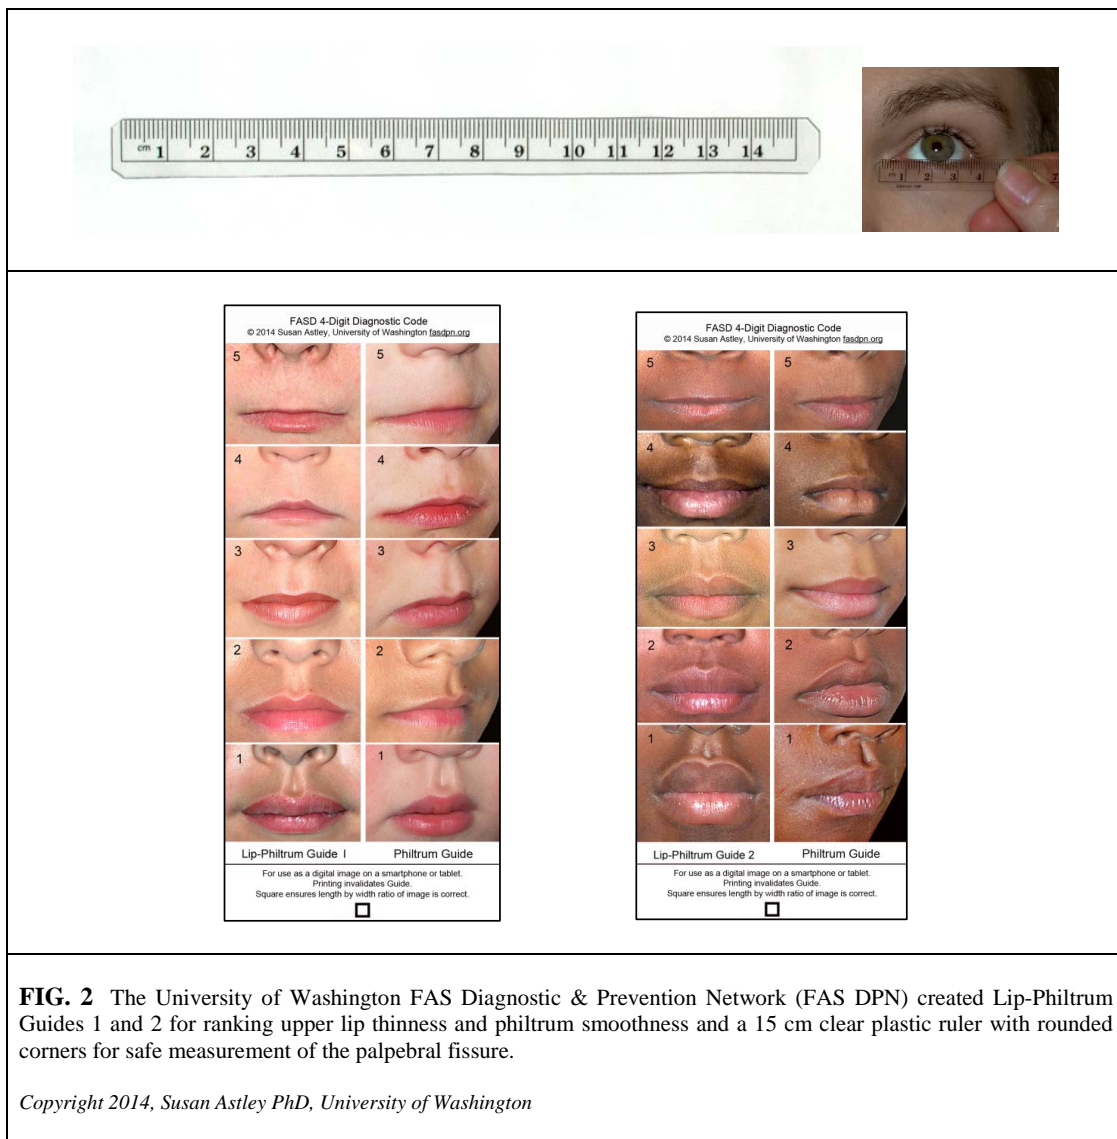 cm 1 2 3 4 5 6 7 8 9 10 11 12 13 14
cm 1 2 3 4 7
FASD 4-Digit Diagnostic Code
© 2014 Susan Astley, University of Washington fasdpn.org
5 5
4 4
3 3
2 2
1 1
Lip-Philtrum Guide 1 Philtrum Guide
For use as a digital image on a smartphone or tablet.
Printing invalidates Guide.
Square ensures length by width ratio of image is correct.
FASD 4-Digit Diagnostic Code
© 2014 Susan Astley, University of Washington fasdpn.org
5 5
4 4
3 3
2 2
1 1
Lip-Philtrum Guide 2 Philtrum Guide
For use as a digital image on a smartphone or tablet.
Printing invalidates Guide.
Square ensures length by width ratio of image is correct.
FIG. 2 The University of Washington FAS Diagnostic & Prevention Network (FAS DPN) created Lip-Philtrum
Guides 1 and 2 for ranking upper lip thinness and philtrum smoothness and a 15 cm clear plastic ruler with rounded
corners for safe measurement of the palpebral fissure.
Copyright 2014, Susan Astley PhD, University of Washington